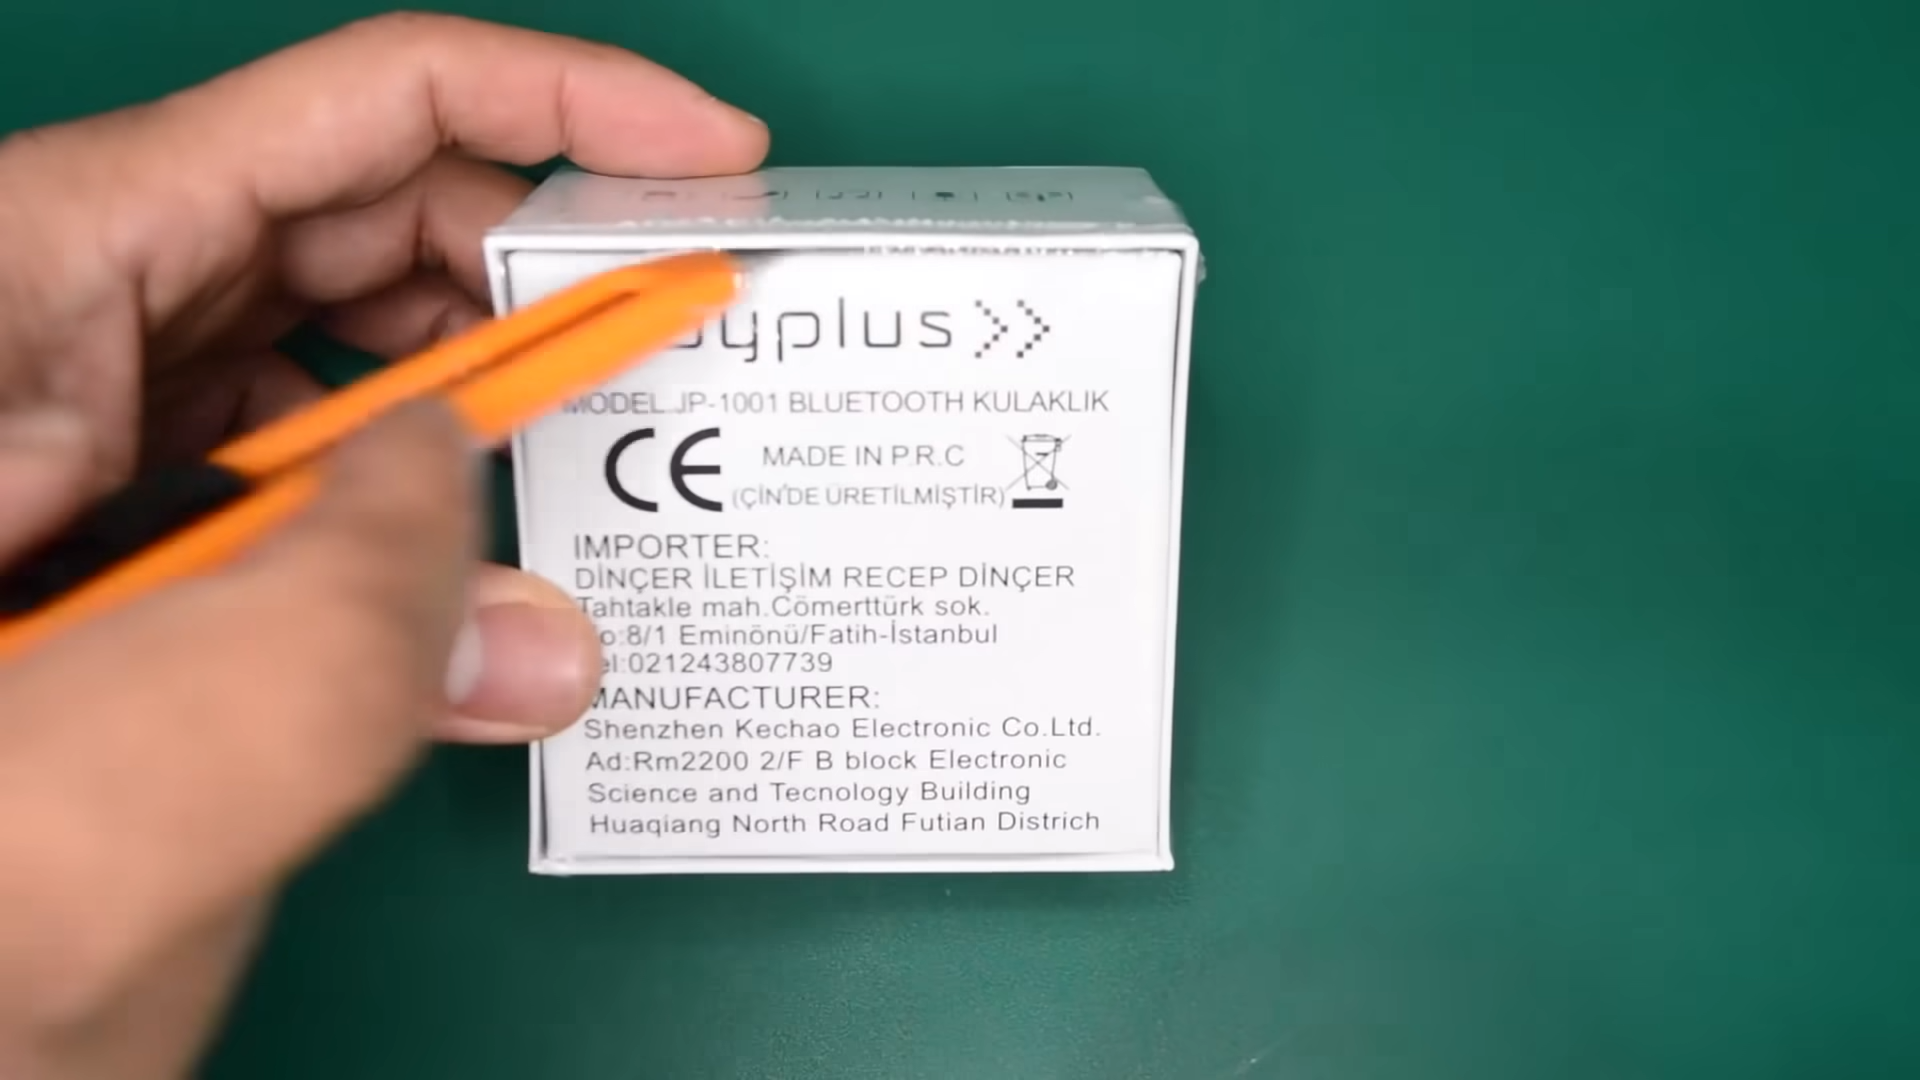 yplus
MODEL.JP-1001 BLUETOOTH KULAKLIK
CE MADE IN P.R.C
(ÇİN'DE ÜRETİLMİŞTİR)
IMPORTER:
DİNÇER İLETİŞİM RECEP DİNÇER
Tahtakle mah.Cömerttürk sok.
o:8/1 Eminönü/Fatih-İstanbul
el:021243807739
MANUFACTURER:
Shenzhen Kechao Electronic Co.Ltd.
Ad:Rm2200 2/F B block Electronic
Science and Tecnology Building
Huaqiang North Road Futian Districh